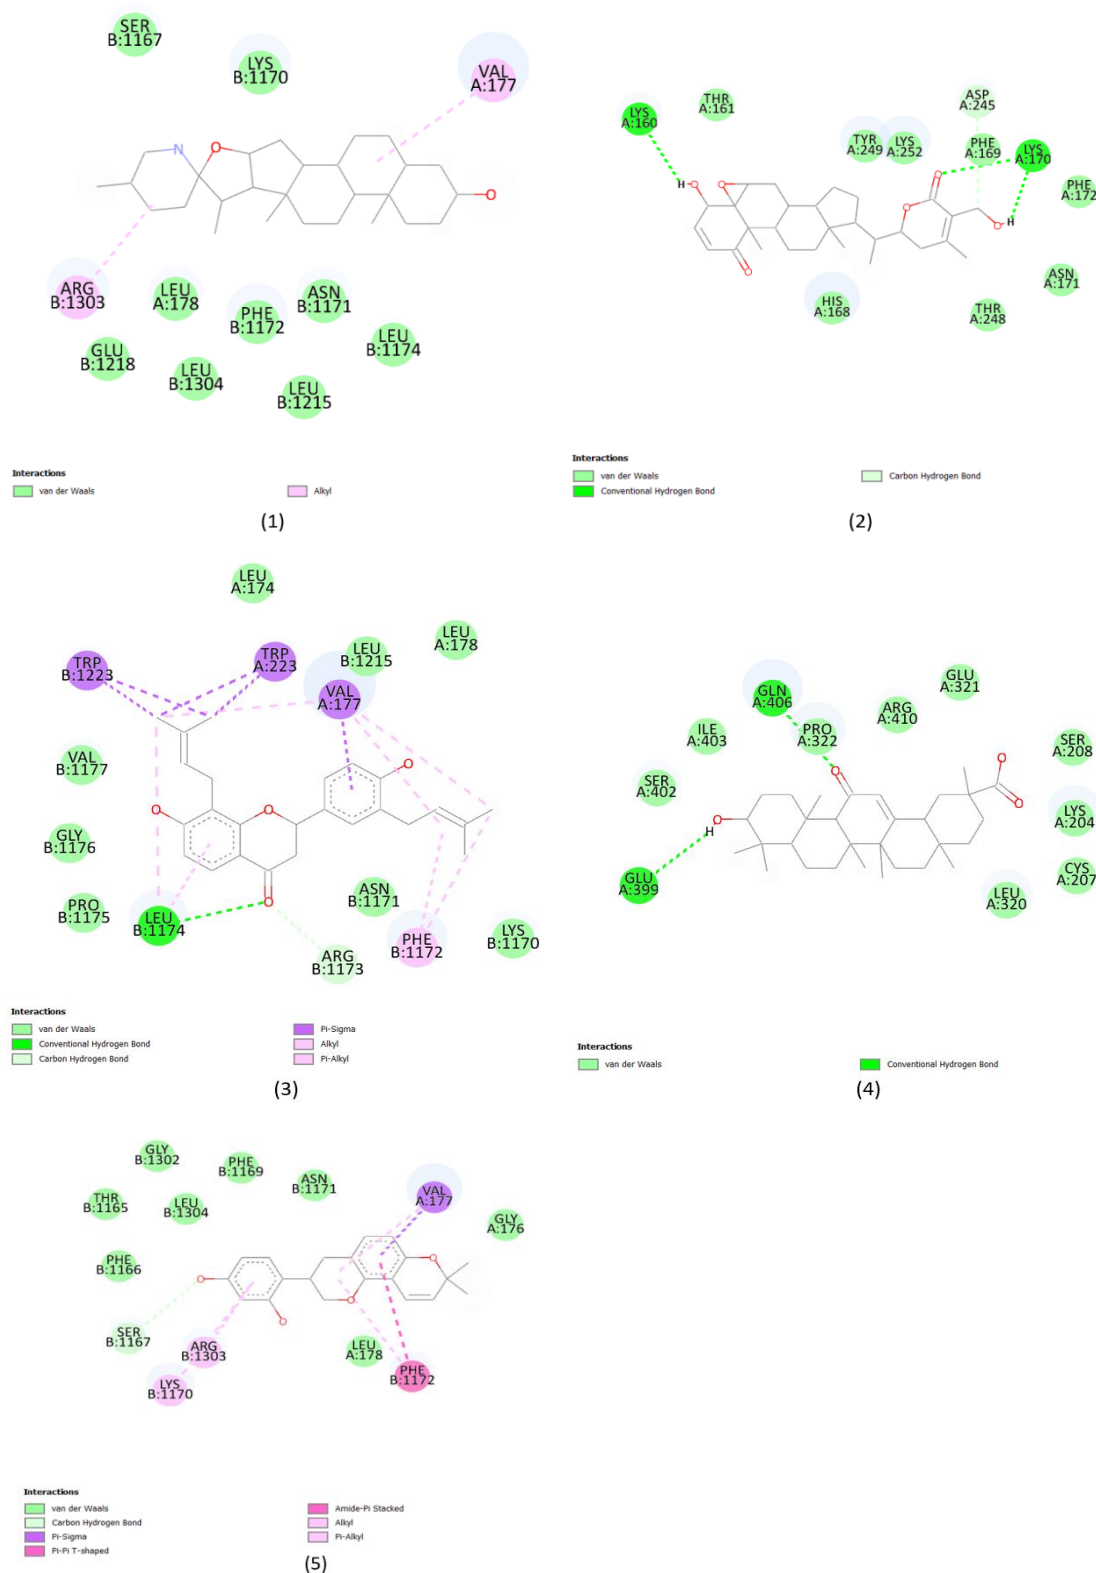 SER
B:1167
LYS
B:1170
VAL
A:177
N
O
O
ARG
B:1303
LEU
A:178
PHE
B:1172
ASN
B:1171
LEU
B:1174
GLU
B:1218
LEU
B:1304
LEU
B:1215
Interactions
van der Waals
Alkyl
(1)
LYS
A:160
THR
A:161
ASP
A:245
TYR
A:249
LYS
A:252
PHE
A:169
LYS
A:170
PHE
A:172
H O
O
O
O
O
O H
HIS
A:168
THR
A:248
ASN
A:171
Interactions
van der Waals
Conventional Hydrogen Bond
Carbon Hydrogen Bond
(2)
LEU
A:174
TRP
B:1223
TRP
A:223
LEU
B:1215
LEU
A:178
VAL
A:177
VAL
B:1177
GLY
B:1176
PRO
B:1175
O
O
O
O
LEU
B:1174
ARG
B:1173
ASN
B:1171
PHE
B:1172
LYS
B:1170
Interactions
van der Waals
Conventional Hydrogen Bond
Carbon Hydrogen Bond
Pi-Sigma
Alkyl
Pi-Alkyl
(3)
GLN
A:406
GLU
A:321
ARG
A:410
ILE
A:403
PRO
A:322
SER
A:208
SER
A:402
LYS
A:204
O
O
O
O
H
GLU
A:399
LEU
A:320
CYS
A:207
Interactions
van der Waals
Conventional Hydrogen Bond
(4)
GLY
B:1302
PHE
B:1169
ASN
B:1171
VAL
A:177
THR
B:1165
LEU
B:1304
GLY
A:176
PHE
B:1166
O
O
O
O
SER
B:1167
ARG
B:1303
LYS
B:1170
LEU
A:178
PHE
B:1172
Interactions
van der Waals
Carbon Hydrogen Bond
Pi-Sigma
Pi-Pi T-shaped
Amide-Pi Stacked
Alkyl
Pi-Alkyl
(5)